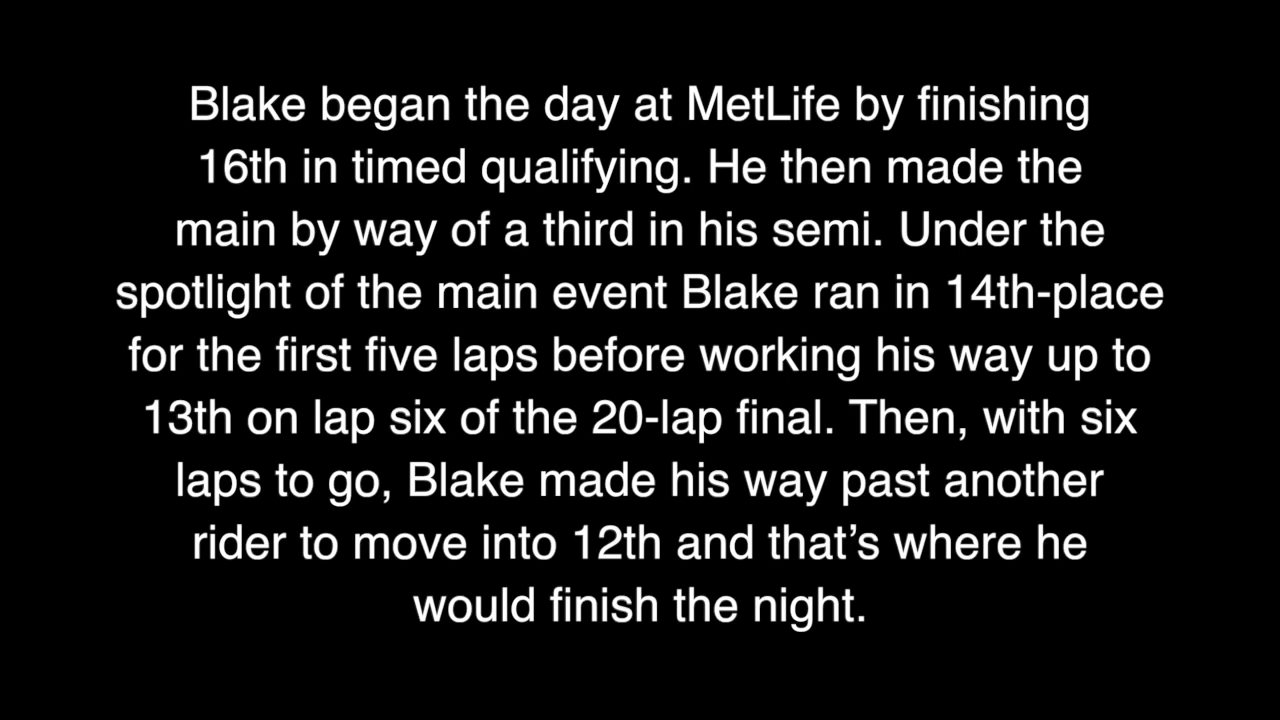 Blake began the day at MetLife by finishing
16th in timed qualifying. He then made the
main by way of a third in his semi. Under the
spotlight of the main event Blake ran in 14th-place
for the first five laps before working his way up to
13th on lap six of the 20-lap final. Then, with six
laps to go, Blake made his way past another
rider to move into 12th and that’s where he
would finish the night.